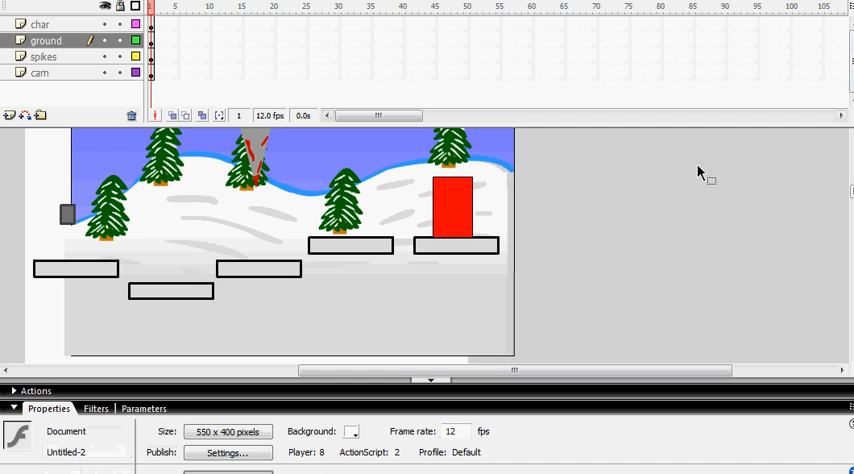 1 5 10 15 20 25 30 35 40 45 50 55 60 65 70 75 80 85 90 95 100 105
char
ground
spikes
cam
1 12.0 fps 0.0s
Actions
Properties Filters Parameters
Document Size: 550 x 400 pixels Background: Frame rate: 12 fps
Untitled-2 Publish: Settings... Player: 8 ActionScript: 2 Profile: Default